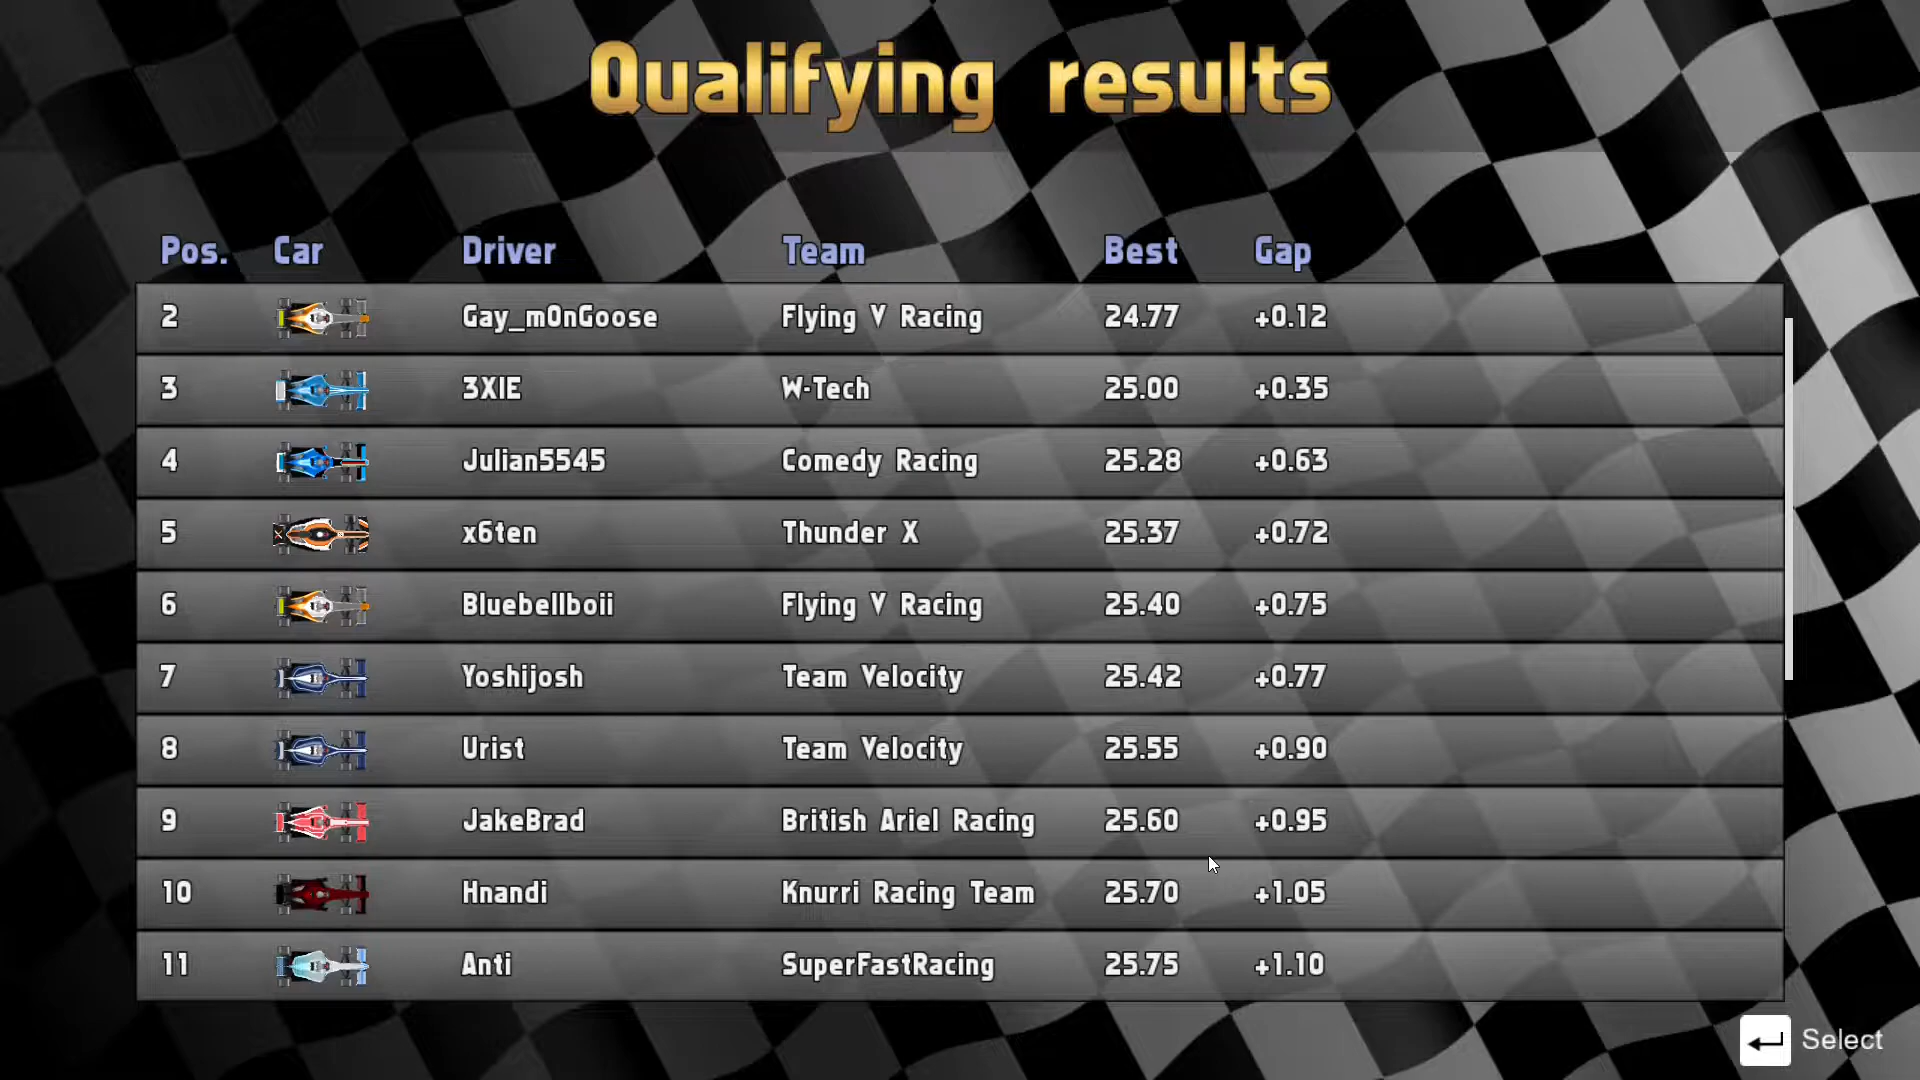 Qualifying results
Pos. Car Driver Team Best Gap
2 Gay_m0nGoose Flying V Racing 24.77 +0.12
3 3XIE W-Tech 25.00 +0.35
4 Julian5545 Comedy Racing 25.28 +0.63
5 x6ten Thunder X 25.37 +0.72
6 Bluebellboii Flying V Racing 25.40 +0.75
7 Yoshijosh Team Velocity 25.42 +0.77
8 Urist Team Velocity 25.55 +0.90
9 JakeBrad British Ariel Racing 25.60 +0.95
10 Hnandi Knurri Racing Team 25.70 +1.05
11 Anti SuperFastRacing 25.75 +1.10
Select